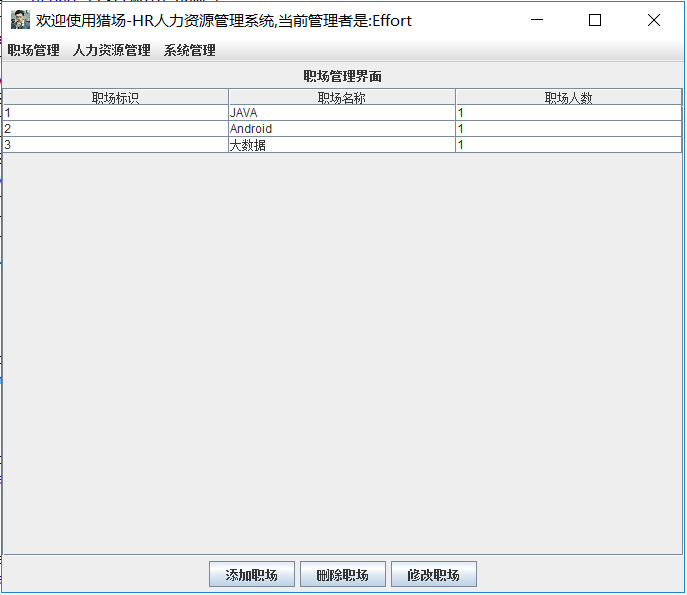 欢迎使用猎场-HR人力资源管理系统,当前管理者是:Effort
职场管理 人力资源管理 系统管理
职场管理界面
职场标识 职场名称 职场人数
1 JAVA 1
2 Android 1
3 大数据 1
添加职场 删除职场 修改职场